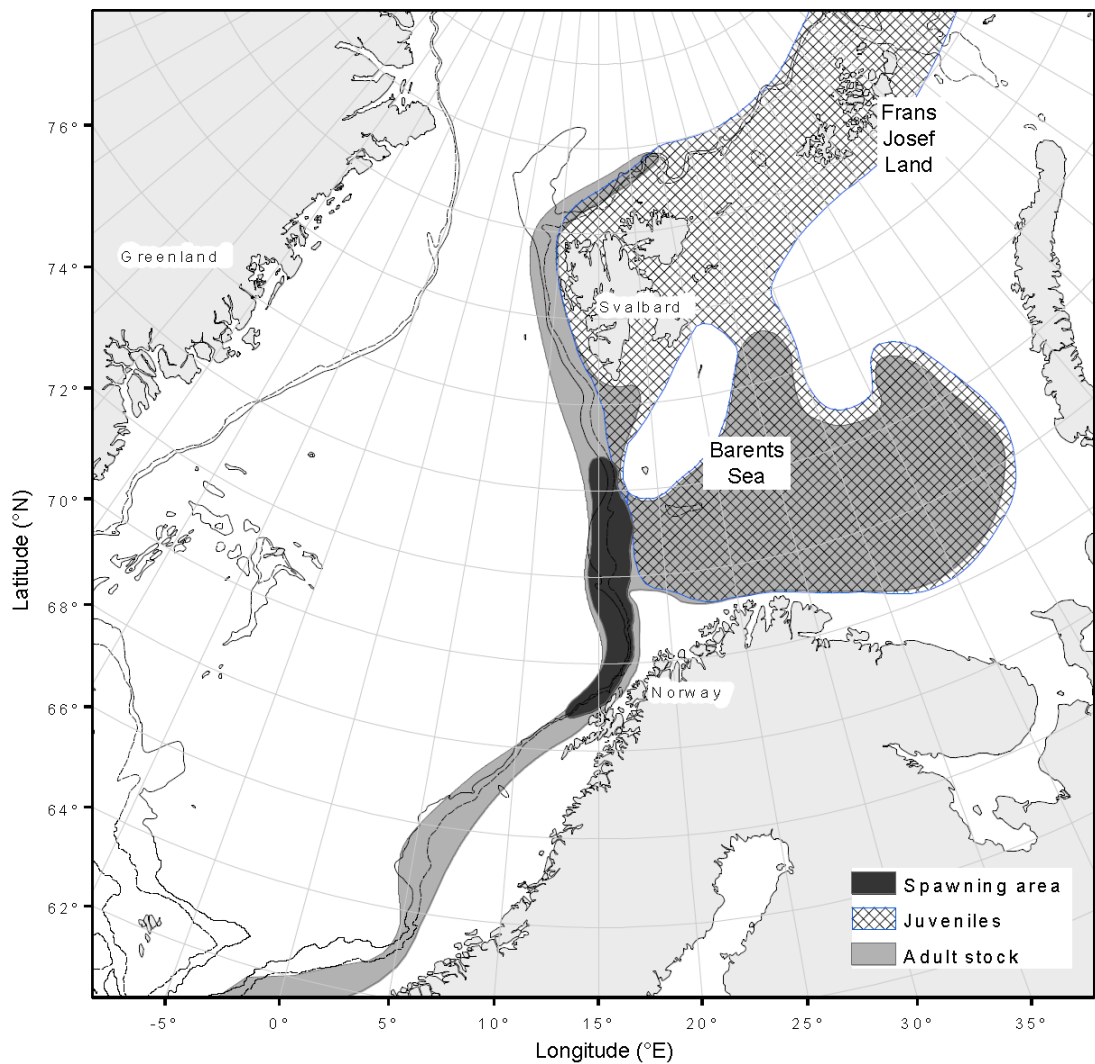 76°
74°
72°
70°
68°
66°
64°
62°
Latitude (°N)
Greenland
Svalbard
Frans
Josef
Land
Barents
Sea
Norway
Spawning area
Juveniles
Adult stock
-5° 0° 5° 10° 15° 20° 25° 30° 35°
Longitude (°E)